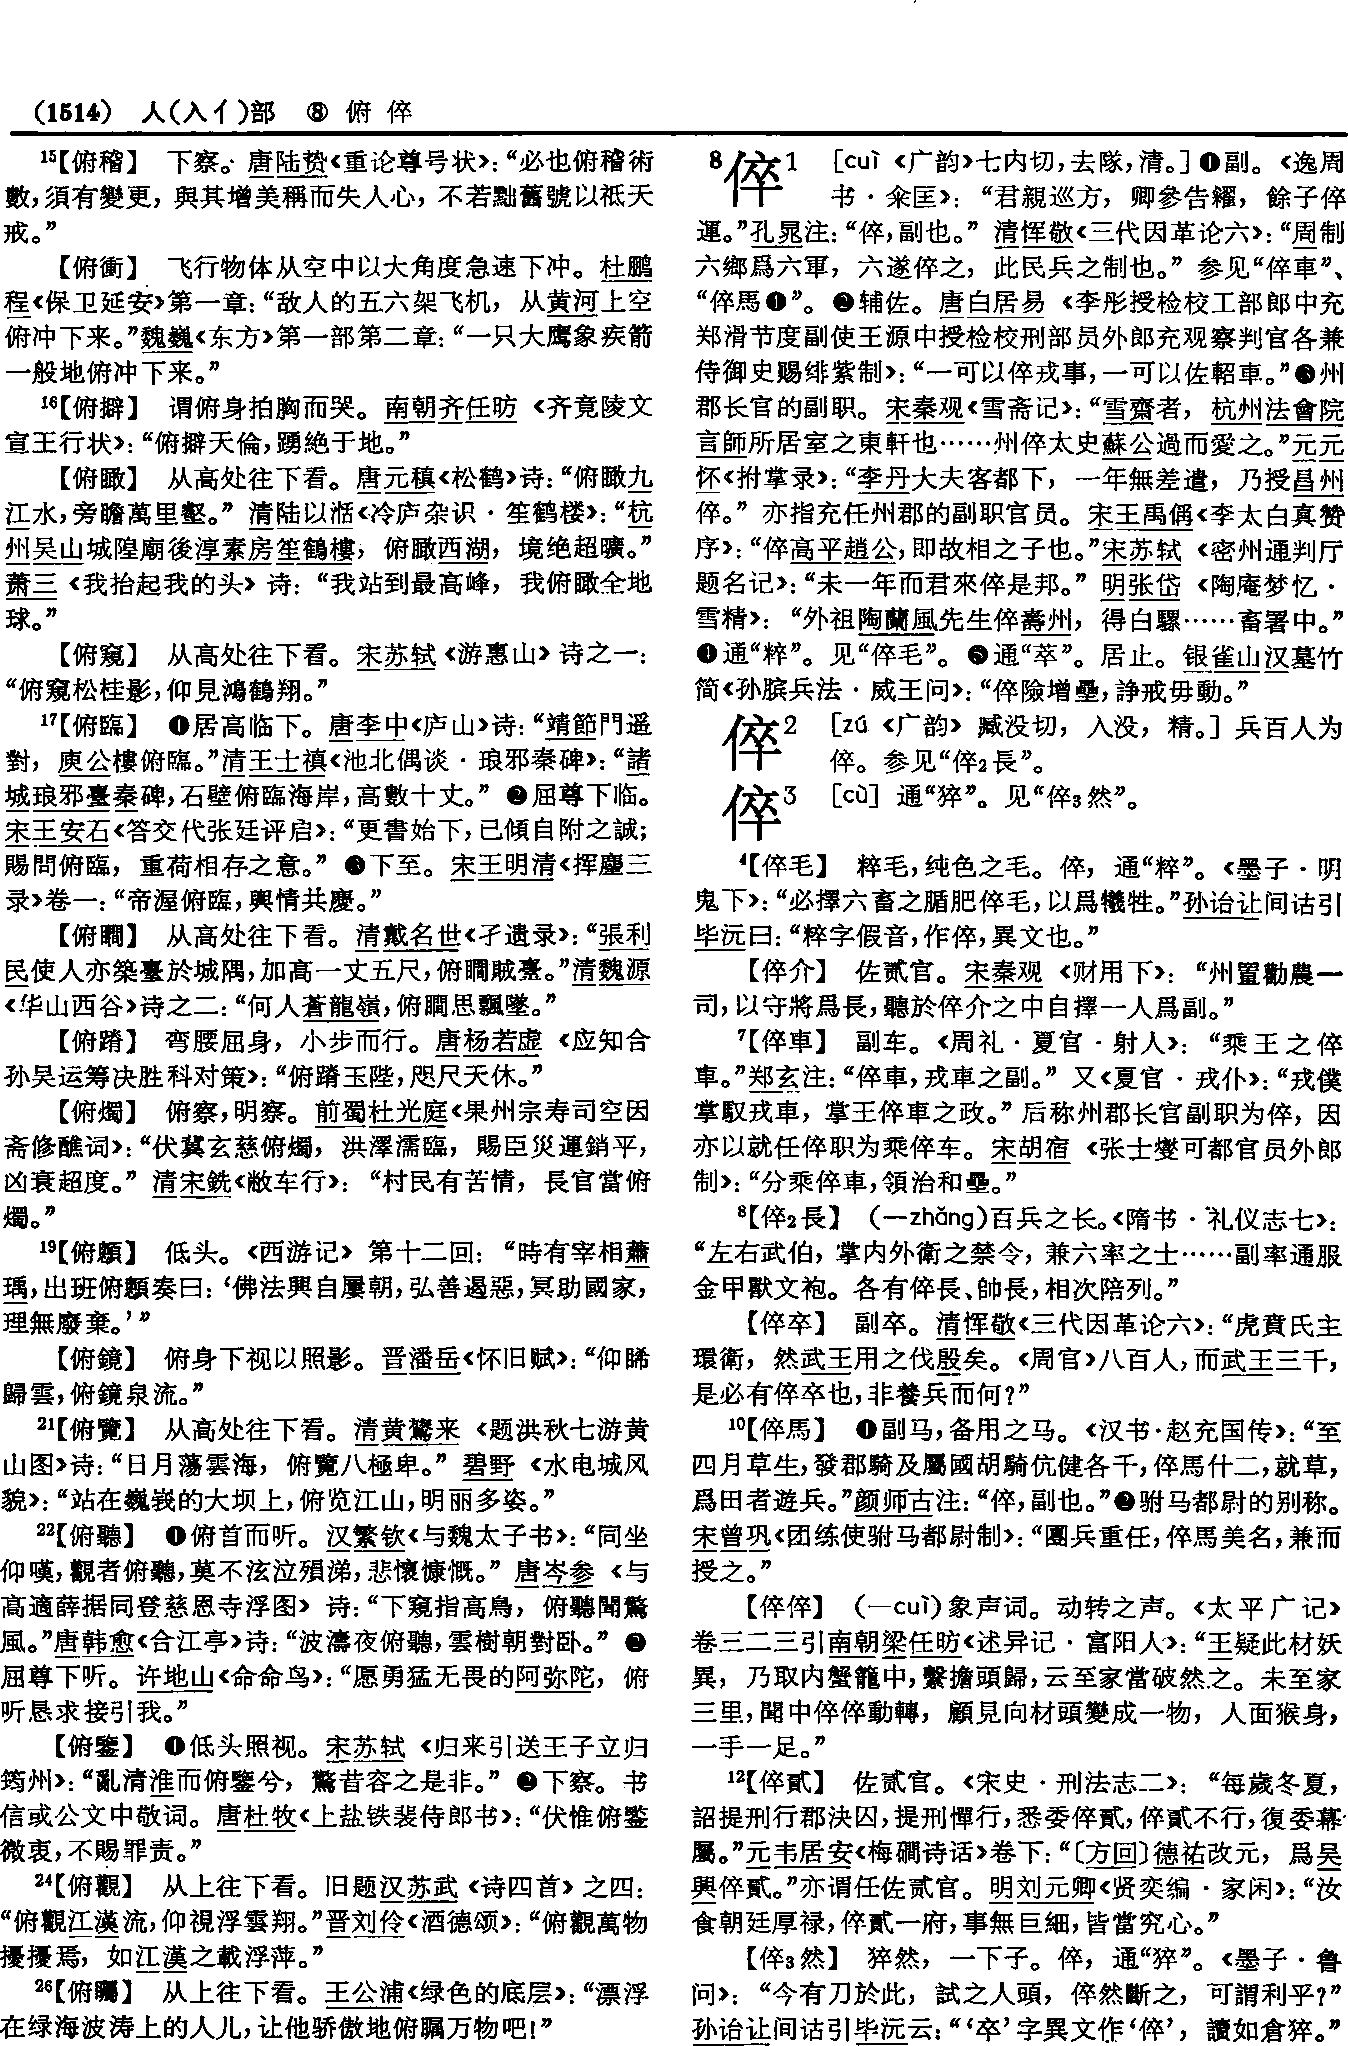 (1514) 人(入亻)部 ⑧ 俯 倅
¹⁵【俯稽】 下察。唐陆贽《重论尊号状》:“必也俯稽術
數,須有變更,與其增美稱而失人心,不若黜舊號以祇天
戒。”
【俯衝】 飞行物体从空中以大角度急速下冲。杜鹏
程《保卫延安》第一章:“敌人的五六架飞机,从黄河上空
俯冲下来。”魏巍《东方》第一部第二章:“一只大鹰象疾箭
一般地俯冲下来。”
¹⁶【俯擗】 谓俯身拍胸而哭。南朝齐任昉《齐竟陵文
宣王行状》:“俯擗天倫,踴絶于地。”
【俯瞰】 从高处往下看。唐元稹《松鹤》诗:“俯瞰九
江水,旁瞻萬里壑。”清陆以湉《冷庐杂识·笙鹤楼》:“杭
州吴山城隍廟後淳素房笙鶴樓,俯瞰西湖,境绝超曠。”
萧三《我抬起我的头》诗:“我站到最高峰,我俯瞰全地
球。”
【俯窺】 从高处往下看。宋苏轼《游惠山》诗之一:
“俯窺松桂影,仰見鴻鶴翔。”
¹⁷【俯臨】 ❶居高临下。唐李中《庐山》诗:“靖節門遥
對,庾公樓俯臨。”清王士禛《池北偶谈·琅邪秦碑》:“諸
城琅邪臺秦碑,石壁俯臨海岸,高數十丈。”❷屈尊下临。
宋王安石《答交代张廷评启》:“更書始下,已傾自附之誠;
賜問俯臨,重荷相存之意。”❸下至。宋王明清《挥麈三
录》卷一:“帝渥俯臨,輿情共慶。”
【俯瞷】 从高处往下看。清戴名世《孑遗录》:“張利
民使人亦築臺於城隅,加高一丈五尺,俯瞷賊臺。”清魏源
《华山西谷》诗之二:“何人蒼龍嶺,俯瞷思飄墜。”
【俯蹐】 弯腰屈身,小步而行。唐杨若虚《应知合
孙吴运筹决胜科对策》:“俯蹐玉陛,咫尺天休。”
【俯燭】 俯察,明察。前蜀杜光庭《果州宗寿司空因
斋修醮词》:“伏冀玄慈俯燭,洪澤濡臨,賜臣災運銷平,
凶衰超度。”清宋銑《敝车行》:“村民有苦情,長官當俯
燭。”
¹⁹【俯顙】 低头。《西游记》第十二回:“時有宰相蕭
瑀,出班俯顙奏曰:‘佛法興自屢朝,弘善遏惡,冥助國家,
理無廢棄。’”
【俯鏡】 俯身下视以照影。晋潘岳《怀旧赋》:“仰睎
歸雲,俯鏡泉流。”
²¹【俯覽】 从高处往下看。清黄鷟来《题洪秋七游黄
山图》诗:“日月蕩雲海,俯覽八極卑。”碧野《水电城风
貌》:“站在巍峩的大坝上,俯览江山,明丽多姿。”
²²【俯聽】 ❶俯首而听。汉繁钦《与魏太子书》:“同坐
仰嘆,觀者俯聽,莫不泫泣殞涕,悲懷慷慨。”唐岑参《与
高適薛据同登慈恩寺浮图》诗:“下窺指高鳥,俯聽聞驚
風。”唐韩愈《合江亭》诗:“波濤夜俯聽,雲樹朝對卧。”❷
屈尊下听。许地山《命命鸟》:“愿勇猛无畏的阿弥陀,俯
听恳求接引我。”
【俯鑒】 ❶低头照视。宋苏轼《归来引送王子立归
筠州》:“亂清淮而俯鑒兮,驚昔容之是非。”❷下察。书
信或公文中敬词。唐杜牧《上盐铁裴侍郎书》:“伏惟俯鑒
微衷,不賜罪责。”
²⁴【俯觀】 从上往下看。旧题汉苏武《诗四首》之四:
“俯觀江漢流,仰視浮雲翔。”晋刘伶《酒德颂》:“俯觀萬物
擾擾焉,如江漢之載浮萍。”
²⁶【俯矚】 从上往下看。王公浦《绿色的底层》:“漂浮
在绿海波涛上的人儿,让他骄傲地俯瞩万物吧!”
8 倅1 [cuì《广韵》七内切,去隊,清。]❶副。《逸周
书·籴匡》:“君親巡方,卿參告糴,餘子倅
運。”孔晁注:“倅,副也。”清恽敬《三代因革论六》:“周制
六鄉爲六軍,六遂倅之,此民兵之制也。”参见“倅車”、
“倅馬❶”。❷辅佐。唐白居易《李彤授检校工部郎中充
郑滑节度副使王源中授检校刑部员外郎充观察判官各兼
侍御史赐绯紫制》:“一可以倅戎事,一可以佐軺車。”❸州
郡长官的副职。宋秦观《雪斋记》:“雪齋者,杭州法會院
言師所居室之東軒也……州倅太史蘇公過而愛之。”元元
怀《拊掌录》:“李丹大夫客都下,一年無差遣,乃授昌州
倅。”亦指充任州郡的副职官员。宋王禹偁《李太白真赞
序》:“倅高平趙公,即故相之子也。”宋苏轼《密州通判厅
题名记》:“未一年而君來倅是邦。”明张岱《陶庵梦忆·
雪精》:“外祖陶蘭風先生倅壽州,得白騾……畜署中。”
❹通“粹”。见“倅毛”。❺通“萃”。居止。银雀山汉墓竹
简《孙膑兵法·威王问》:“倅險增壘,諍戒毋動。”
倅2 [zú《广韵》臧没切,入没,精。]兵百人为
倅。参见“倅₂長”。
倅3 [cù] 通“猝”。见“倅₃然”。
⁴【倅毛】 粹毛,纯色之毛。倅,通“粹”。《墨子·明
鬼下》:“必擇六畜之腯肥倅毛,以爲犧牲。”孙诒让间诂引
毕沅曰:“粹字假音,作倅,異文也。”
【倅介】 佐贰官。宋秦观《财用下》:“州置勸農一
司,以守將爲長,聽於倅介之中自擇一人爲副。”
⁷【倅車】 副车。《周礼·夏官·射人》:“乘王之倅
車。”郑玄注:“倅車,戎車之副。”又《夏官·戎仆》:“戎僕
掌馭戎車,掌王倅車之政。”后称州郡长官副职为倅,因
亦以就任倅职为乘倅车。宋胡宿《张士燮可都官员外郎
制》:“分乘倅車,領治和壘。”
⁸【倅₂長】 (—zhǎng)百兵之长。《隋书·礼仪志七》:
“左右武伯,掌内外衛之禁令,兼六率之士……副率通服
金甲獸文袍。各有倅長、帥長,相次陪列。”
【倅卒】 副卒。清恽敬《三代因革论六》:“虎賁氏主
環衛,然武王用之伐殷矣。《周官》八百人,而武王三千,
是必有倅卒也,非養兵而何?”
¹⁰【倅馬】 ❶副马,备用之马。《汉书·赵充国传》:“至
四月草生,發郡騎及屬國胡騎伉健各千,倅馬什二,就草,
爲田者遊兵。”颜师古注:“倅,副也。”❷驸马都尉的别称。
宋曾巩《团练使驸马都尉制》:“團兵重任,倅馬美名,兼而
授之。”
【倅倅】 (—cuì)象声词。动转之声。《太平广记》
卷三二三引南朝梁任昉《述异记·富阳人》:“王疑此材妖
異,乃取内蟹籠中,繫擔頭歸,云至家當破然之。未至家
三里,聞中倅倅動轉,顧見向材頭變成一物,人面猴身,
一手一足。”
¹²【倅貳】 佐贰官。《宋史·刑法志二》:“每歲冬夏,
詔提刑行郡決囚,提刑憚行,悉委倅貳,倅貳不行,復委幕
屬。”元韦居安《梅磵诗话》卷下:“〔方回〕德祐改元,爲吴
興倅貳。”亦谓任佐贰官。明刘元卿《贤奕编·家闲》:“汝
食朝廷厚禄,倅貳一府,事無巨細,皆當究心。”
【倅₃然】 猝然,一下子。倅,通“猝”。《墨子·鲁
问》:“今有刀於此,試之人頭,倅然斷之,可謂利乎?”
孙诒让间诂引毕沅云:“‘卒’字異文作‘倅’,讀如倉猝。”